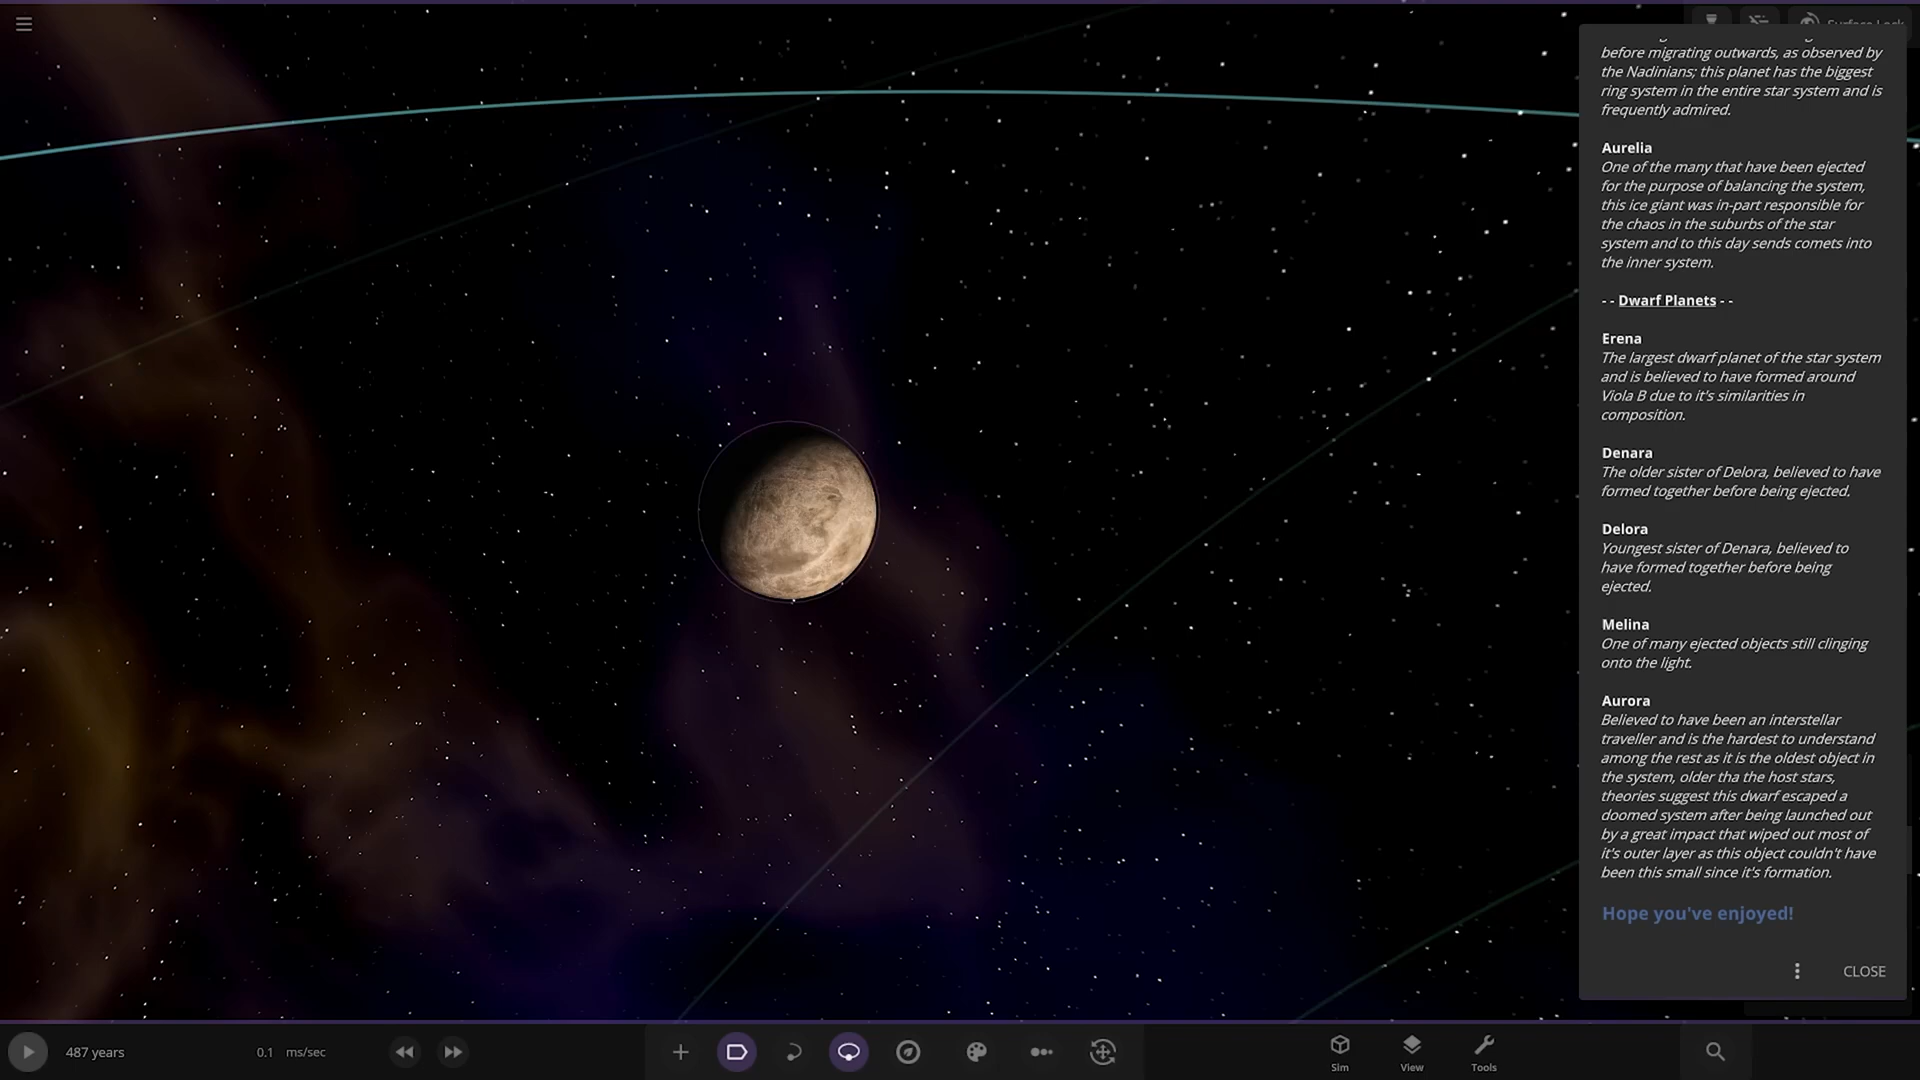 Surface Lock
before migrating outwards, as observed by
the Nadinians; this planet has the biggest
ring system in the entire star system and is
frequently admired.
Aurelia
One of the many that have been ejected
for the purpose of balancing the system,
this ice giant was in-part responsible for
the chaos in the suburbs of the star
system and to this day sends comets into
the inner system.
- - Dwarf Planets - -
Erena
The largest dwarf planet of the star system
and is believed to have formed around
Viola B due to it's similarities in
composition.
Denara
The older sister of Delora, believed to have
formed together before being ejected.
Delora
Youngest sister of Denara, believed to
have formed together before being
ejected.
Melina
One of many ejected objects still clinging
onto the light.
Aurora
Believed to have been an interstellar
traveller and is the hardest to understand
among the rest as it is the oldest object in
the system, older tha the host stars,
theories suggest this dwarf escaped a
doomed system after being launched out
by a great impact that wiped out most of
it's outer layer as this object couldn't have
been this small since it's formation.
Hope you've enjoyed!
CLOSE
487 years
0.1 ms/sec
Sim
View
Tools